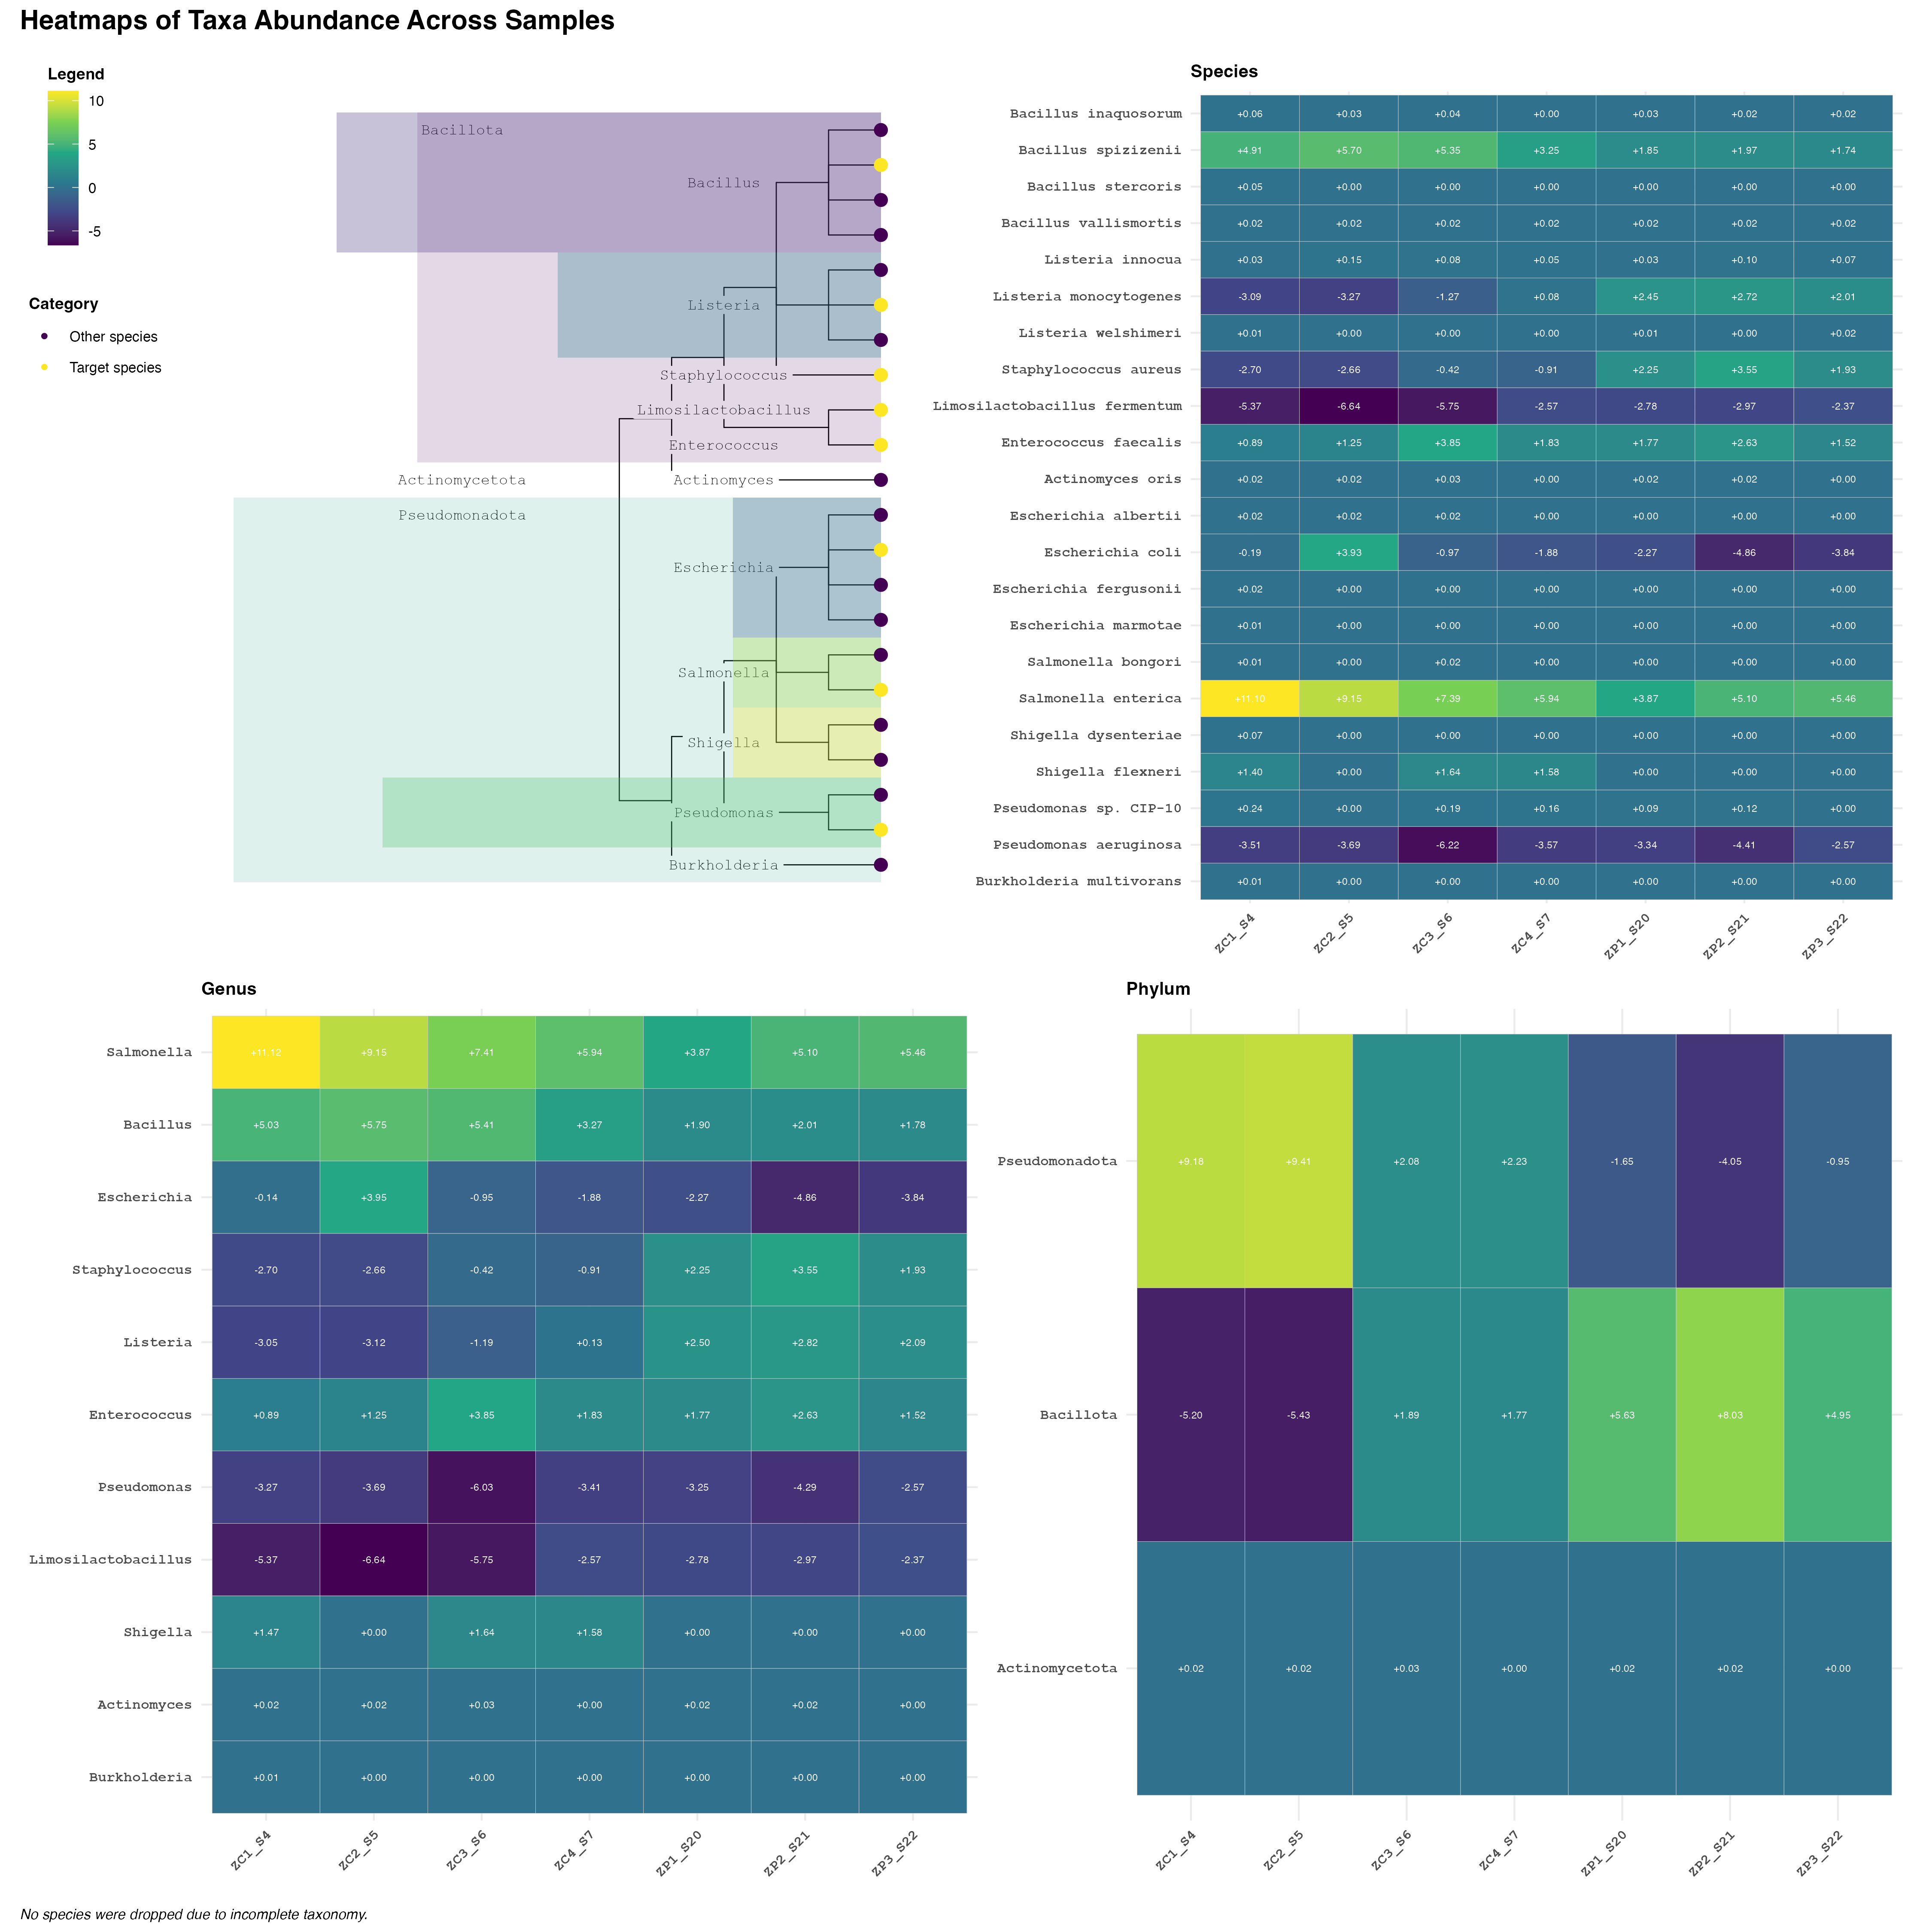 Heatmaps of Taxa Abundance Across Samples
Legend
10
5
0
-5
Category
Other species
Target species
Bacillota
Bacillus
Listeria
Staphylococcus
Limosilactobacillus
Enterococcus
Actinomycetota
Actinomyces
Pseudomonadota
Escherichia
Salmonella
Shigella
Pseudomonas
Burkholderia
Species
Bacillus inaquosorum +0.06 +0.03 +0.04 +0.00 +0.03 +0.02 +0.02
Bacillus spizizenii +4.91 +5.70 +5.35 +3.25 +1.85 +1.97 +1.74
Bacillus stercoris +0.05 +0.00 +0.00 +0.00 +0.00 +0.00 +0.00
Bacillus vallismortis +0.02 +0.02 +0.02 +0.02 +0.02 +0.02 +0.02
Listeria innocua +0.03 +0.15 +0.08 +0.05 +0.03 +0.10 +0.07
Listeria monocytogenes -3.09 -3.27 -1.27 +0.08 +2.45 +2.72 +2.01
Listeria welshimeri +0.01 +0.00 +0.00 +0.00 +0.01 +0.00 +0.02
Staphylococcus aureus -2.70 -2.66 -0.42 -0.91 +2.25 +3.55 +1.93
Limosilactobacillus fermentum -5.37 -6.64 -5.75 -2.57 -2.78 -2.97 -2.37
Enterococcus faecalis +0.89 +1.25 +3.85 +1.83 +1.77 +2.63 +1.52
Actinomyces oris +0.02 +0.02 +0.03 +0.00 +0.02 +0.02 +0.00
Escherichia albertii +0.02 +0.02 +0.02 +0.00 +0.00 +0.00 +0.00
Escherichia coli -0.19 +3.93 -0.97 -1.88 -2.27 -4.86 -3.84
Escherichia fergusonii +0.02 +0.00 +0.00 +0.00 +0.00 +0.00 +0.00
Escherichia marmotae +0.01 +0.00 +0.00 +0.00 +0.00 +0.00 +0.00
Salmonella bongori +0.01 +0.00 +0.02 +0.00 +0.00 +0.00 +0.00
Salmonella enterica +11.10 +9.15 +7.39 +5.94 +3.87 +5.10 +5.46
Shigella dysenteriae +0.07 +0.00 +0.00 +0.00 +0.00 +0.00 +0.00
Shigella flexneri +1.40 +0.00 +1.64 +1.58 +0.00 +0.00 +0.00
Pseudomonas sp. CIP-10 +0.24 +0.00 +0.19 +0.16 +0.09 +0.12 +0.00
Pseudomonas aeruginosa -3.51 -3.69 -6.22 -3.57 -3.34 -4.41 -2.57
Burkholderia multivorans +0.01 +0.00 +0.00 +0.00 +0.00 +0.00 +0.00
ZC1_S4 ZC2_S5 ZC3_S6 ZC4_S7 ZP1_S20 ZP2_S21 ZP3_S22
Genus
Salmonella +11.12 +9.15 +7.41 +5.94 +3.87 +5.10 +5.46
Bacillus +5.03 +5.75 +5.41 +3.27 +1.90 +2.01 +1.78
Escherichia -0.14 +3.95 -0.95 -1.88 -2.27 -4.86 -3.84
Staphylococcus -2.70 -2.66 -0.42 -0.91 +2.25 +3.55 +1.93
Listeria -3.05 -3.12 -1.19 +0.13 +2.50 +2.82 +2.09
Enterococcus +0.89 +1.25 +3.85 +1.83 +1.77 +2.63 +1.52
Pseudomonas -3.27 -3.69 -6.03 -3.41 -3.25 -4.29 -2.57
Limosilactobacillus -5.37 -6.64 -5.75 -2.57 -2.78 -2.97 -2.37
Shigella +1.47 +0.00 +1.64 +1.58 +0.00 +0.00 +0.00
Actinomyces +0.02 +0.02 +0.03 +0.00 +0.02 +0.02 +0.00
Burkholderia +0.01 +0.00 +0.00 +0.00 +0.00 +0.00 +0.00
ZC1_S4 ZC2_S5 ZC3_S6 ZC4_S7 ZP1_S20 ZP2_S21 ZP3_S22
Phylum
Pseudomonadota +9.18 +9.41 +2.08 +2.23 -1.65 -4.05 -0.95
Bacillota -5.20 -5.43 +1.89 +1.77 +5.63 +8.03 +4.95
Actinomycetota +0.02 +0.02 +0.03 +0.00 +0.02 +0.02 +0.00
ZC1_S4 ZC2_S5 ZC3_S6 ZC4_S7 ZP1_S20 ZP2_S21 ZP3_S22
No species were dropped due to incomplete taxonomy.